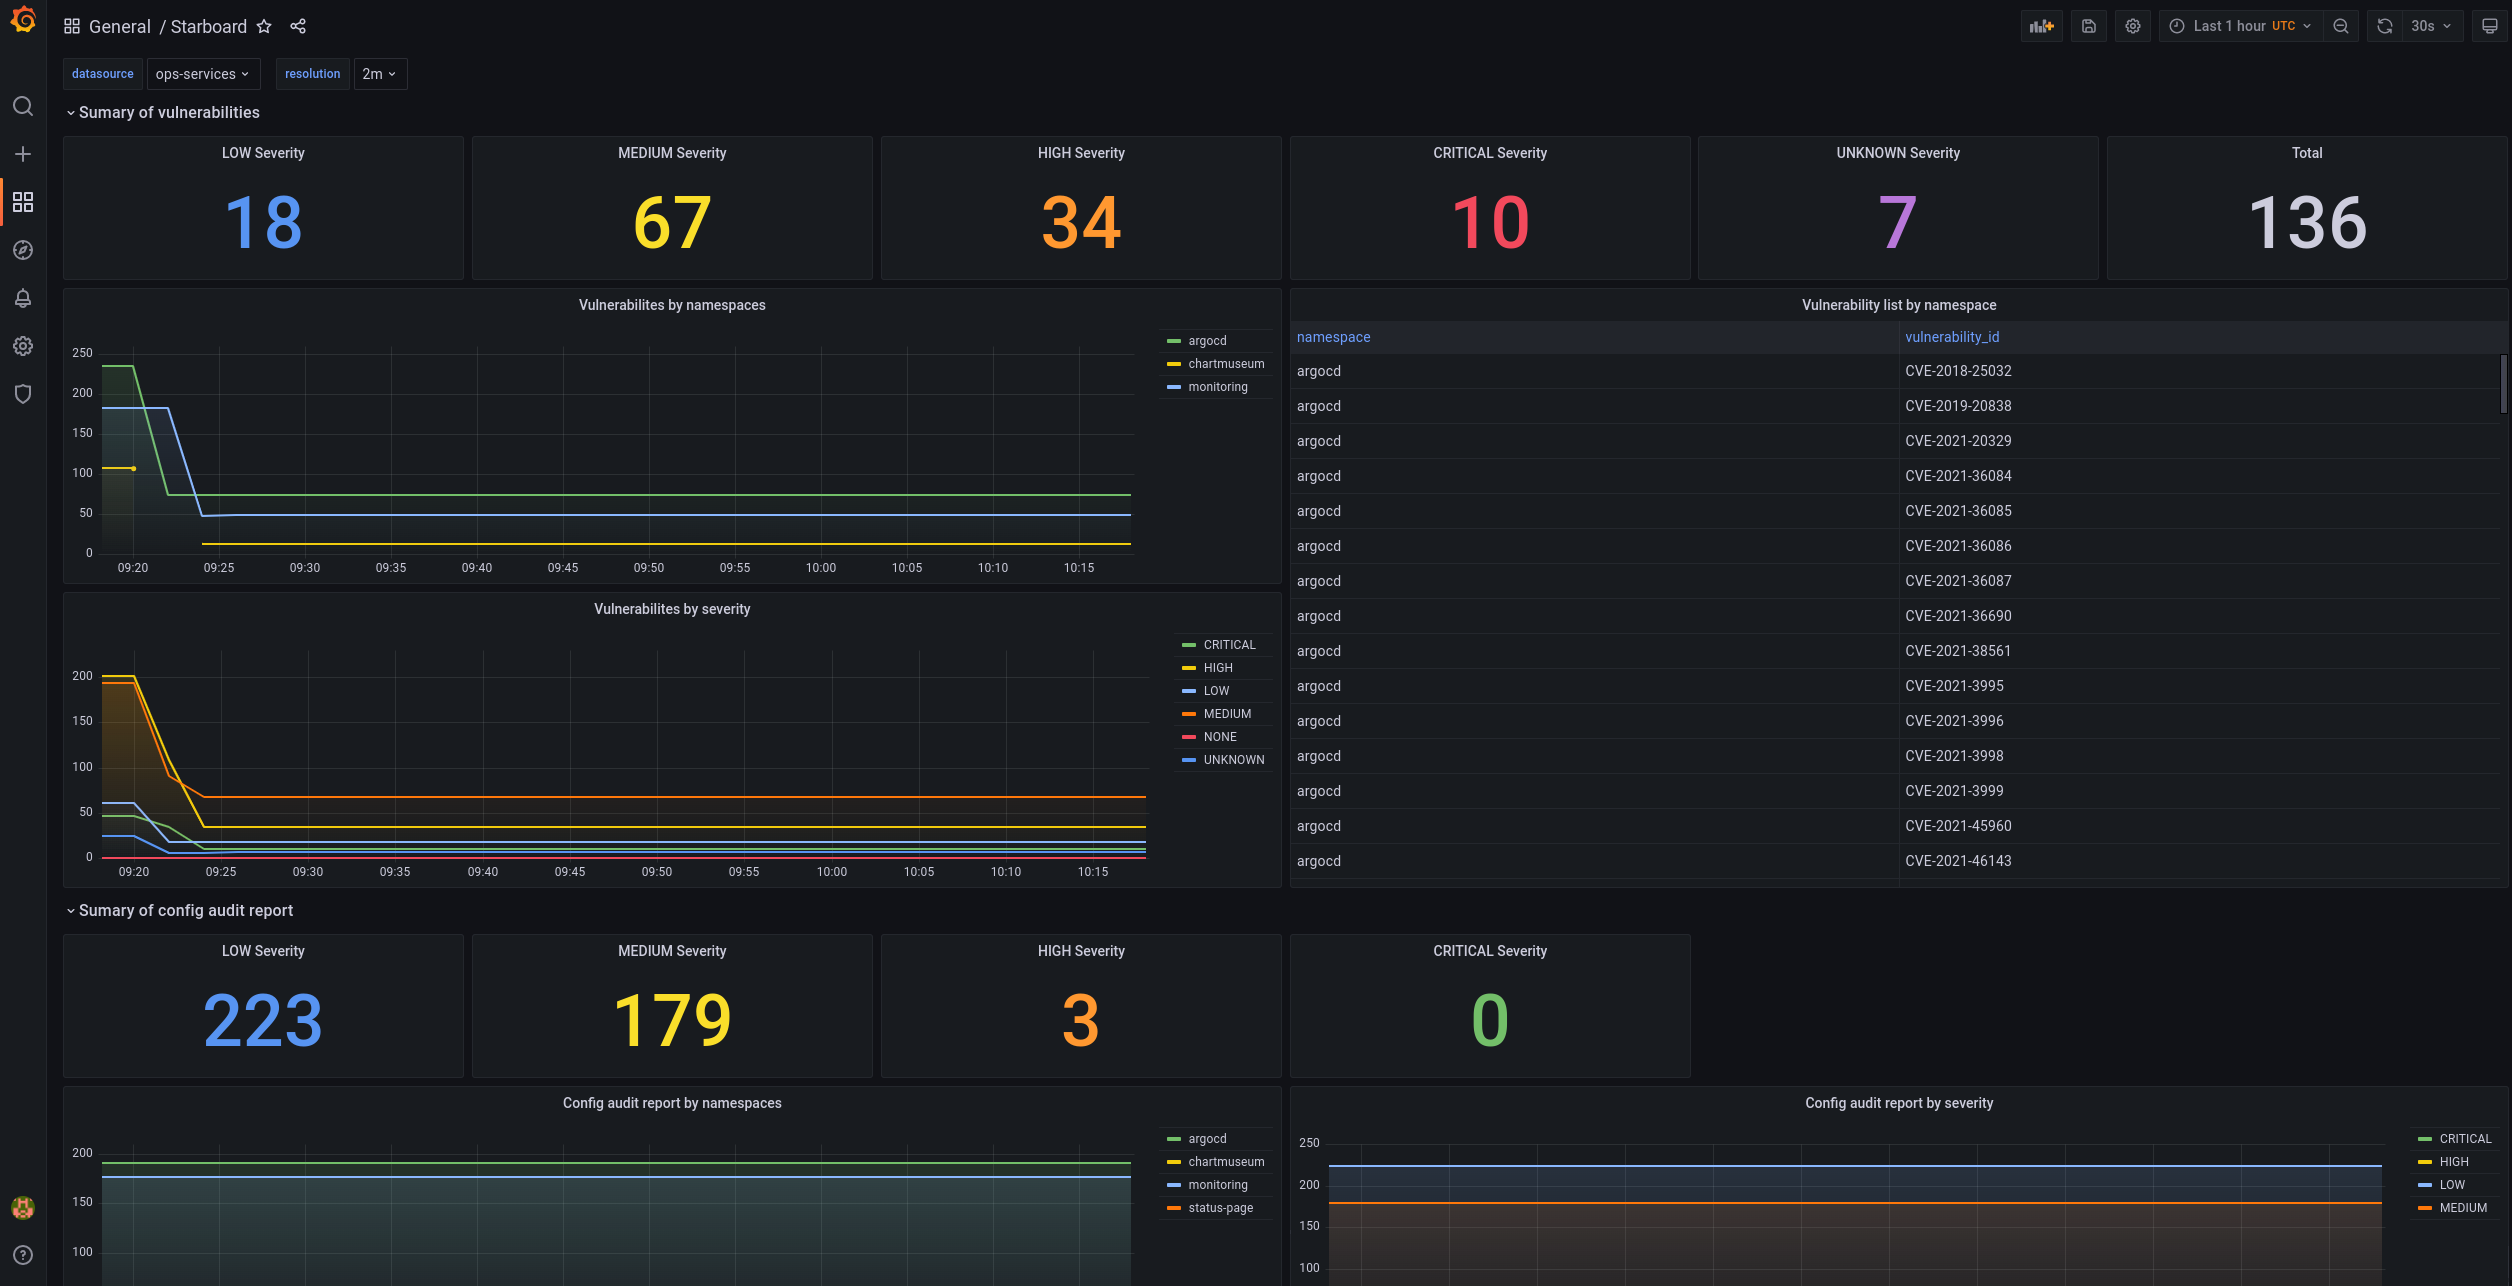 General / Starboard
Last 1 hour UTC
30s
datasource ops-services resolution 2m
Sumary of vulnerabilities
LOW Severity
18
MEDIUM Severity
67
HIGH Severity
34
CRITICAL Severity
10
UNKNOWN Severity
7
Total
136
Vulnerabilites by namespaces
250
200
150
100
50
0
09:20 09:25 09:30 09:35 09:40 09:45 09:50 09:55 10:00 10:05 10:10 10:15
argocd
chartmuseum
monitoring
Vulnerability list by namespace
namespace vulnerability_id
argocd CVE-2018-25032
argocd CVE-2019-20838
argocd CVE-2021-20329
argocd CVE-2021-36084
argocd CVE-2021-36085
argocd CVE-2021-36086
argocd CVE-2021-36087
argocd CVE-2021-36690
argocd CVE-2021-38561
argocd CVE-2021-3995
argocd CVE-2021-3996
argocd CVE-2021-3998
argocd CVE-2021-3999
argocd CVE-2021-45960
argocd CVE-2021-46143
Vulnerabilites by severity
200
150
100
50
0
09:20 09:25 09:30 09:35 09:40 09:45 09:50 09:55 10:00 10:05 10:10 10:15
CRITICAL
HIGH
LOW
MEDIUM
NONE
UNKNOWN
Sumary of config audit report
LOW Severity
223
MEDIUM Severity
179
HIGH Severity
3
CRITICAL Severity
0
Config audit report by namespaces
200
150
100
argocd
chartmuseum
monitoring
status-page
Config audit report by severity
250
200
150
100
CRITICAL
HIGH
LOW
MEDIUM